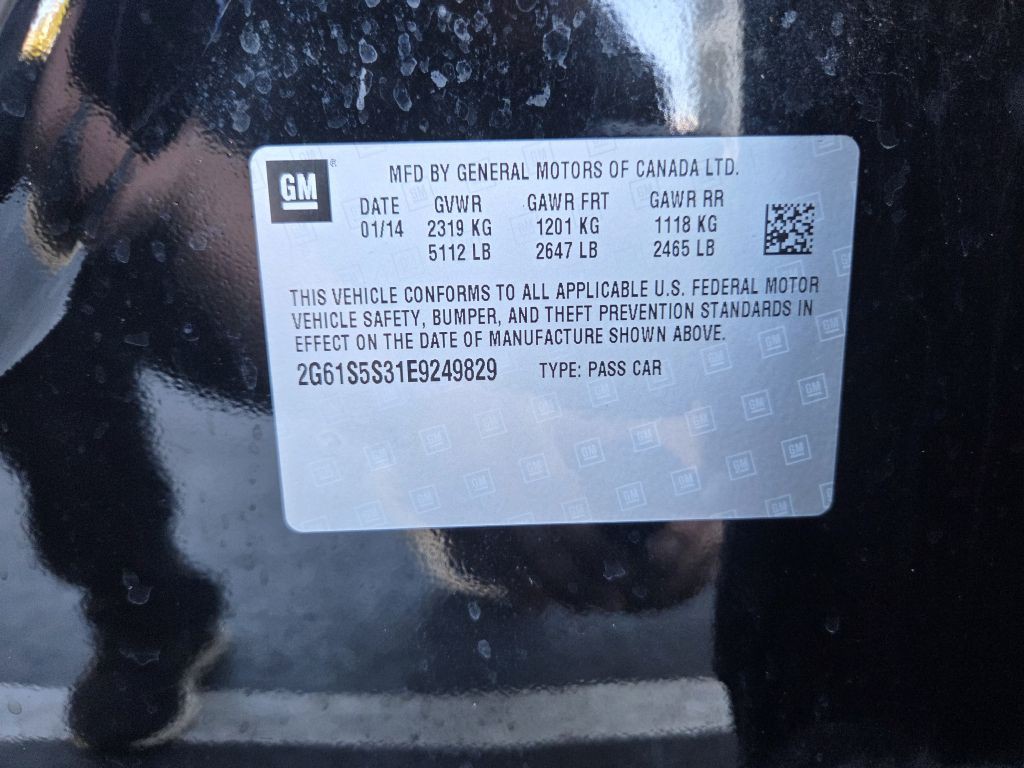 GM
MFD BY GENERAL MOTORS OF CANADA LTD.
DATE GVWR GAWR FRT GAWR RR
01/14 2319 KG 1201 KG 1118 KG
5112 LB 2647 LB 2465 LB
THIS VEHICLE CONFORMS TO ALL APPLICABLE U.S. FEDERAL MOTOR
VEHICLE SAFETY, BUMPER, AND THEFT PREVENTION STANDARDS IN
EFFECT ON THE DATE OF MANUFACTURE SHOWN ABOVE.
2G61S5S31E9249829 TYPE: PASS CAR